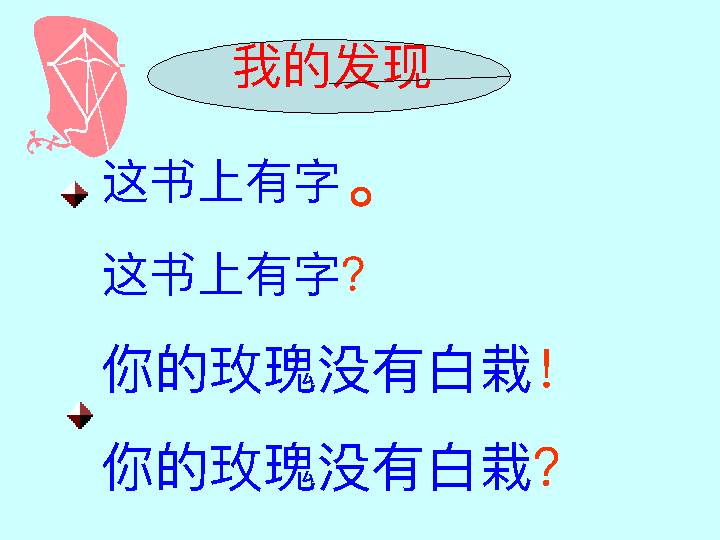 我的发现
这书上有字。
这书上有字?
你的玫瑰没有白栽!
你的玫瑰没有白栽?